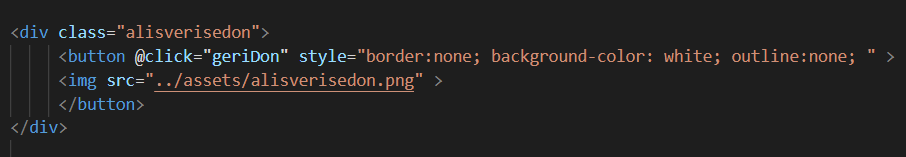 <div class="alisverisedon">
<button @click="geriDon" style="border:none; background-color: white; outline:none; " >
<img src="../assets/alisverisedon.png" >
</button>
</div>